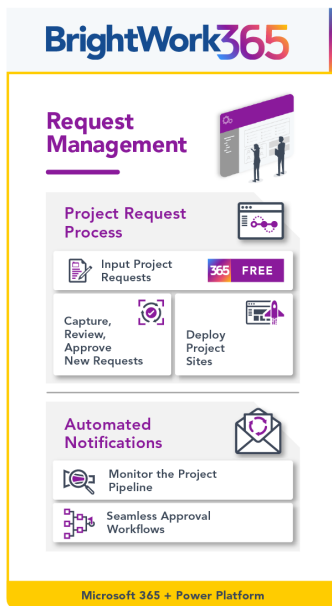 BrightWork365
Request
Management
Project Request
Process
Input Project
Requests
365 FREE
Capture,
Review,
Approve
New Requests
Deploy
Project
Sites
Automated
Notifications
Monitor the Project
Pipeline
Seamless Approval
Workflows
Microsoft 365 + Power Platform